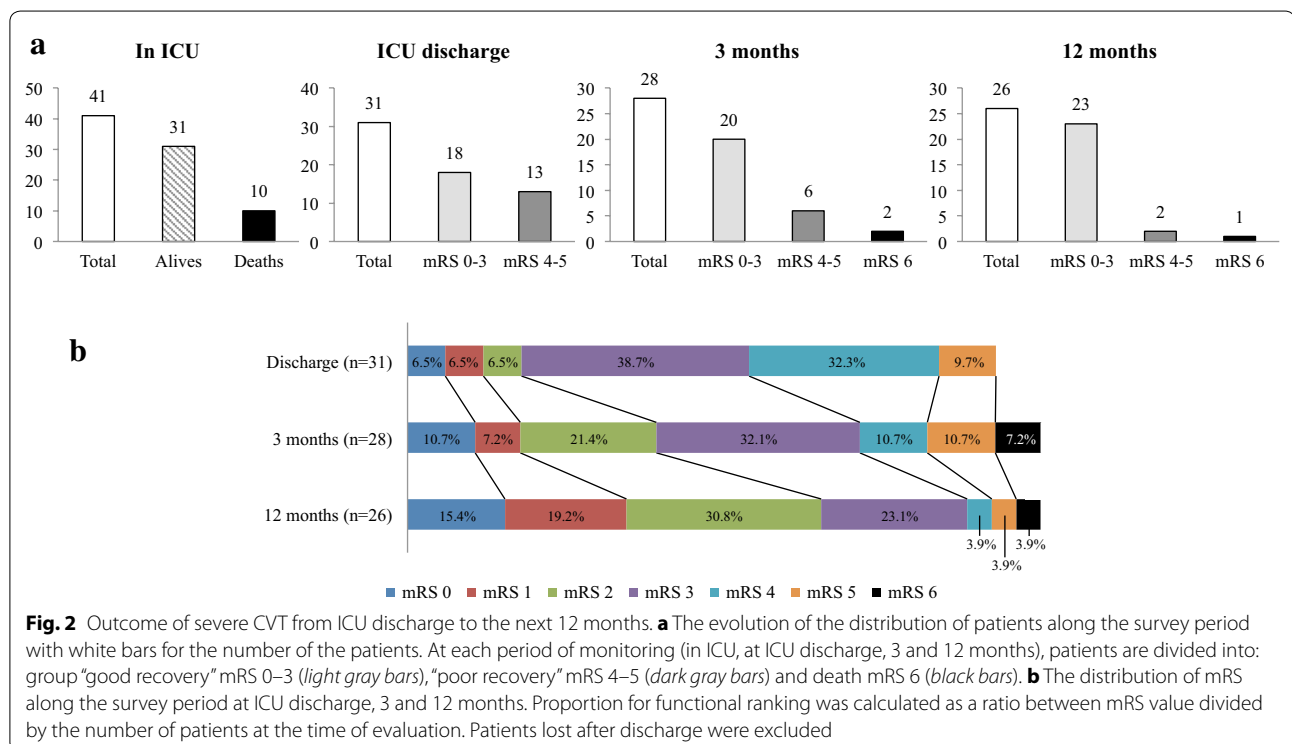 a
In ICU
50
40
30
20
10
0
41
31
10
Total Alives Deaths
ICU discharge
40
30
20
10
0
31
18
13
Total mRS 0-3 mRS 4-5
3 months
30
25
20
15
10
5
0
28
20
6
2
Total mRS 0-3 mRS 4-5 mRS 6
12 months
30
25
20
15
10
5
0
26
23
2
1
Total mRS 0-3 mRS 4-5 mRS 6
b
Discharge (n=31) 6.5% 6.5% 6.5% 38.7% 32.3% 9.7%
3 months (n=28) 10.7% 7.2% 21.4% 32.1% 10.7% 10.7% 7.2%
12 months (n=26) 15.4% 19.2% 30.8% 23.1% 3.9% 3.9% 3.9%
mRS 0 mRS 1 mRS 2 mRS 3 mRS 4 mRS 5 mRS 6
Fig. 2 Outcome of severe CVT from ICU discharge to the next 12 months. a The evolution of the distribution of patients along the survey period
with white bars for the number of the patients. At each period of monitoring (in ICU, at ICU discharge, 3 and 12 months), patients are divided into:
group “good recovery” mRS 0–3 (light gray bars), “poor recovery” mRS 4–5 (dark gray bars) and death mRS 6 (black bars). b The distribution of mRS
along the survey period at ICU discharge, 3 and 12 months. Proportion for functional ranking was calculated as a ratio between mRS value divided
by the number of patients at the time of evaluation. Patients lost after discharge were excluded